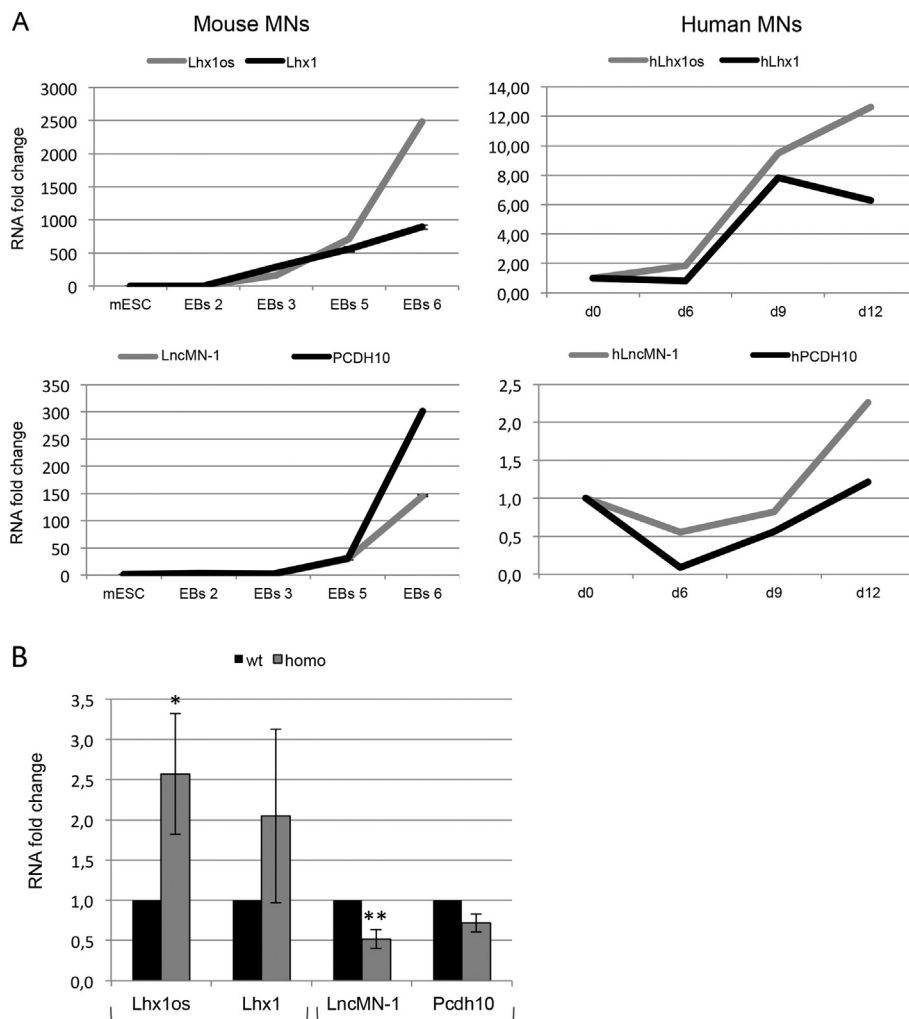 A
Mouse MNs
Human MNs
Lhx1os Lhx1
RNA fold change
3000
2500
2000
1500
1000
500
0
mESC EBs 2 EBs 3 EBs 5 EBs 6
hLhx1os hLhx1
14,00
12,00
10,00
8,00
6,00
4,00
2,00
0,00
d0 d6 d9 d12
LncMN-1 PCDH10
RNA fold change
350
300
250
200
150
100
50
0
mESC EBs 2 EBs 3 EBs 5 EBs 6
hLncMN-1 hPCDH10
2,5
2,0
1,5
1,0
0,5
0,0
d0 d6 d9 d12
B
wt homo
RNA fold change
3,5
3,0
2,5
2,0
1,5
1,0
0,5
0,0
*
**
Lhx1os Lhx1 LncMN-1 Pcdh10